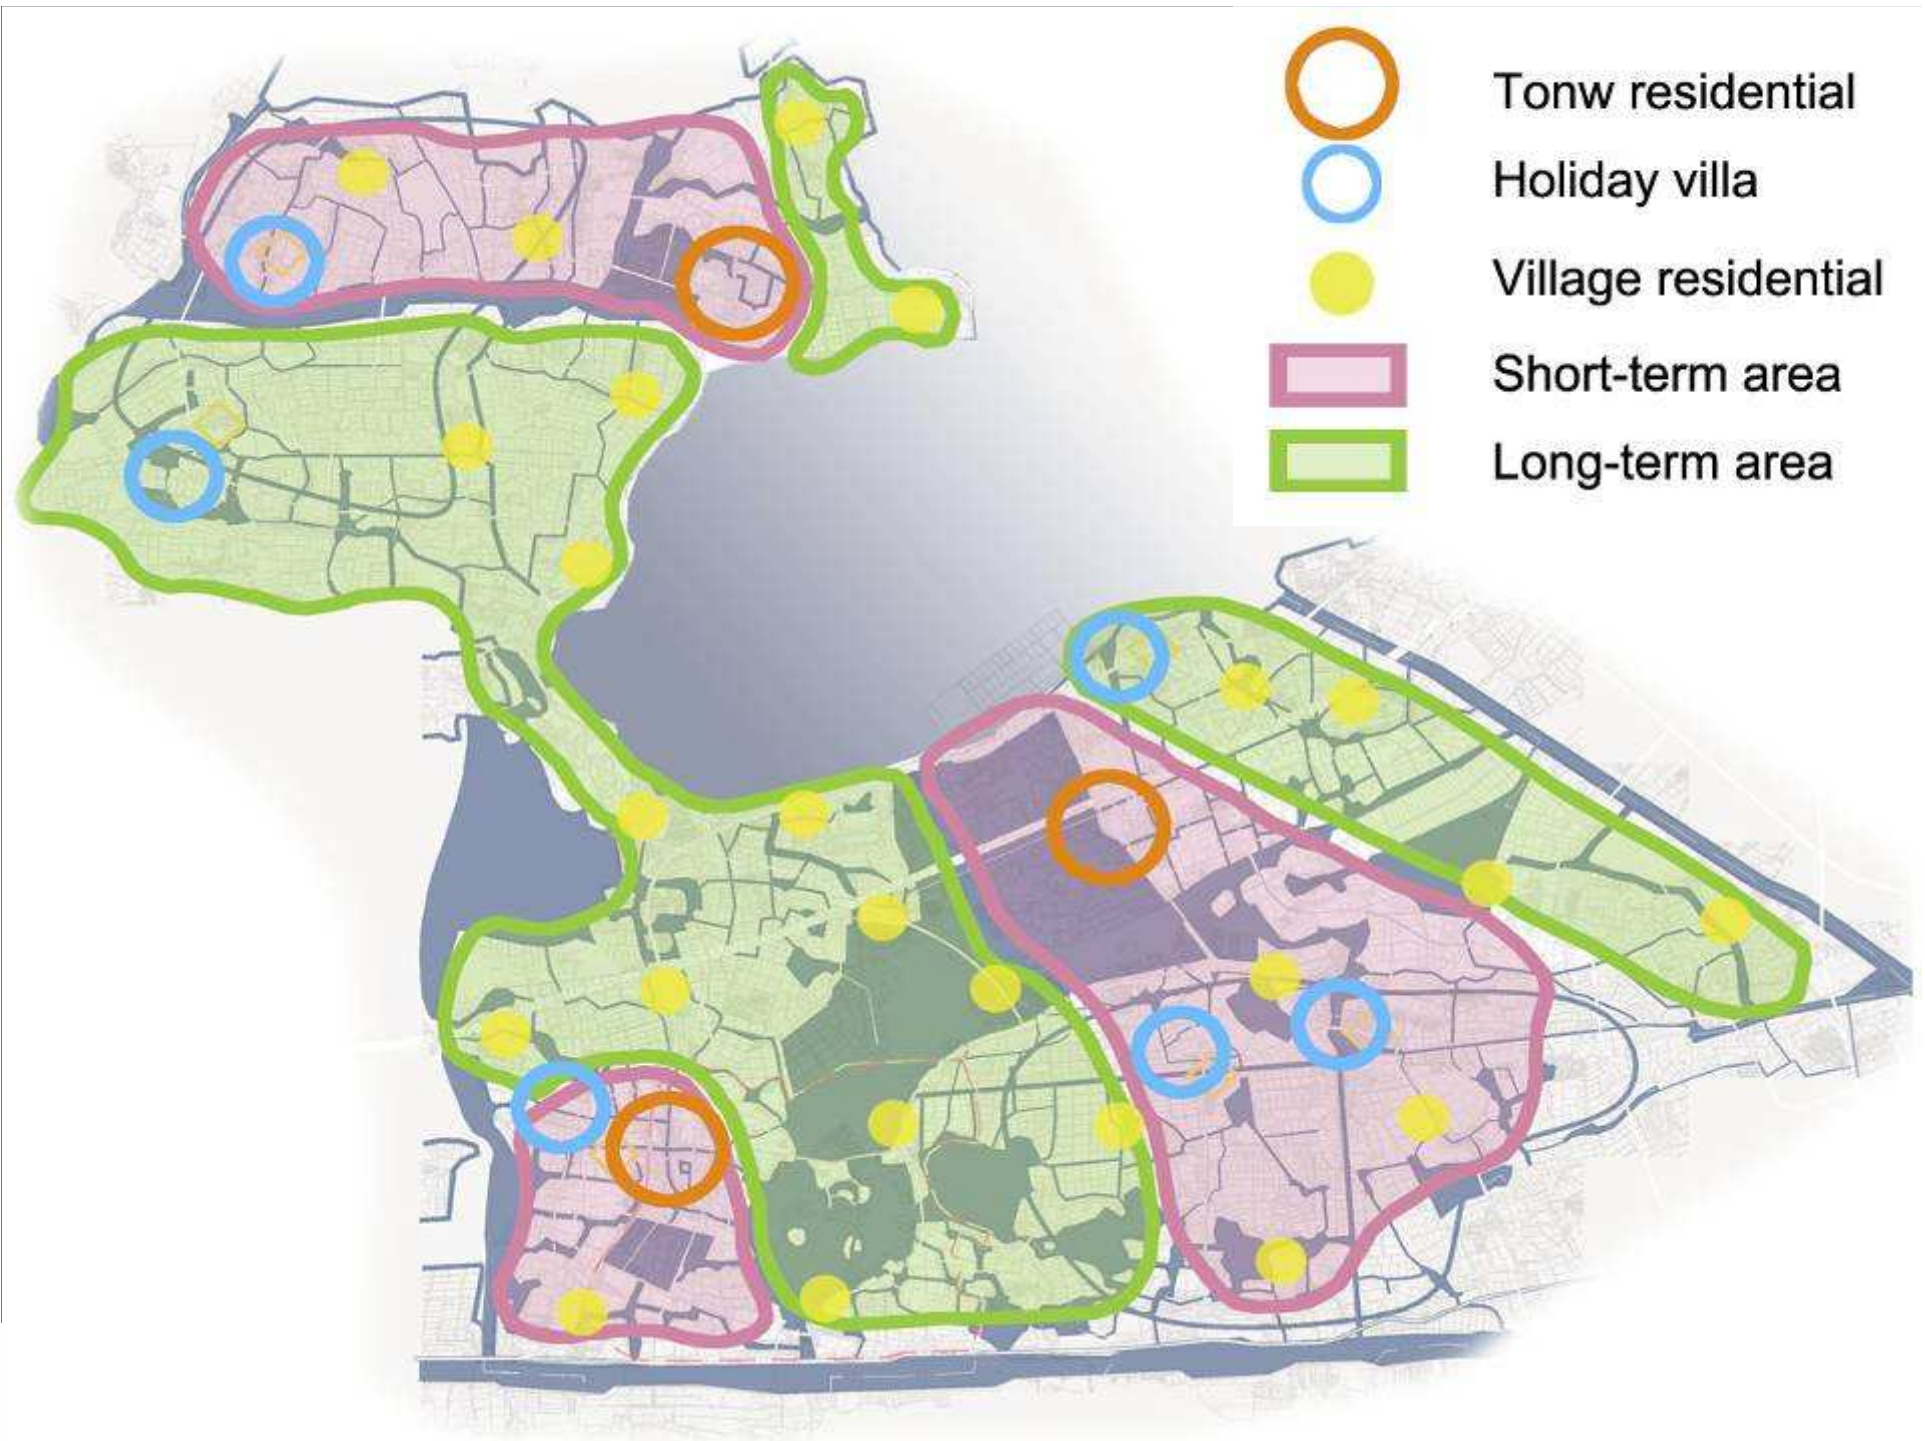 Tonw residential
Holiday villa
Village residential
Short-term area
Long-term area